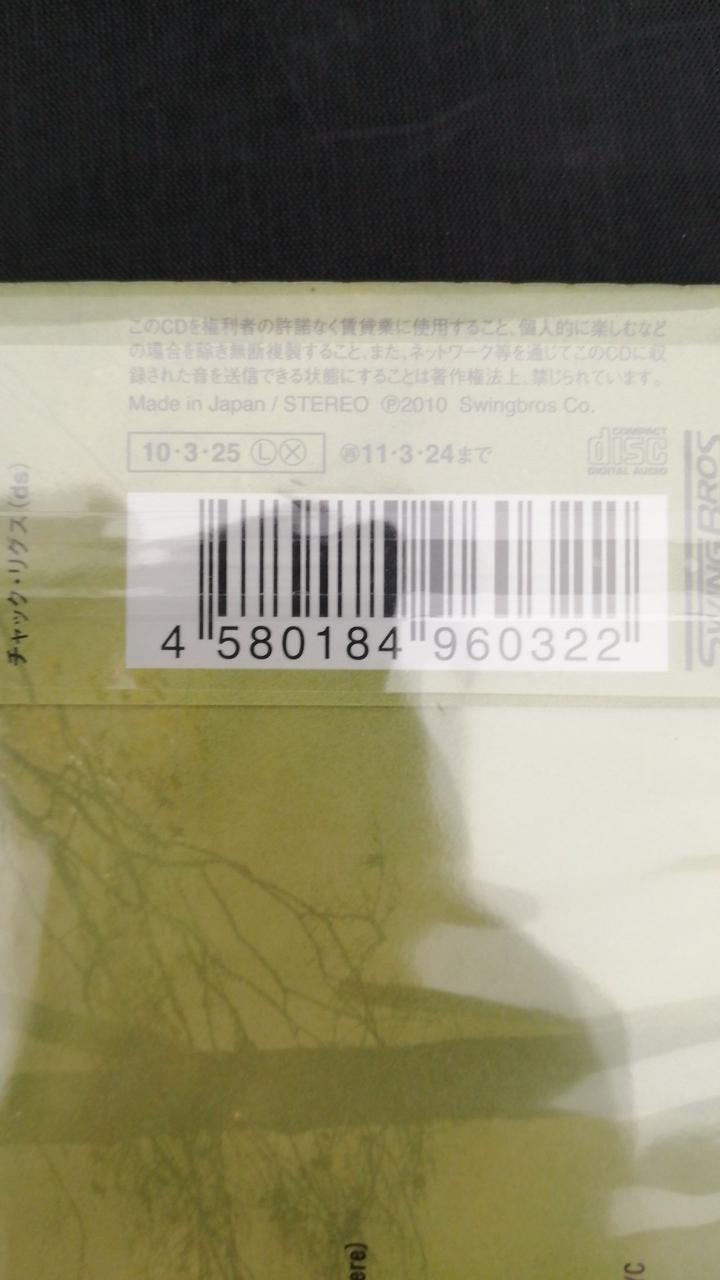 このCDを権利者の許諾なく賃貸業に使用すること、個人的に楽しむなど
の場合を除き無断複製すること、また、ネットワーク等を通じてこのCDに収
録された音を送信できる状態にすることは著作権法上、禁じられています。
Made in Japan / STEREO ℗2010 Swingbros Co.
10・3・25 Ⓛ Ⓧ ㊢11・3・24まで
COMPACT
disc
DIGITAL AUDIO
4 580184 960322
SWING BROS
チャック・リグス (ds)
ere)